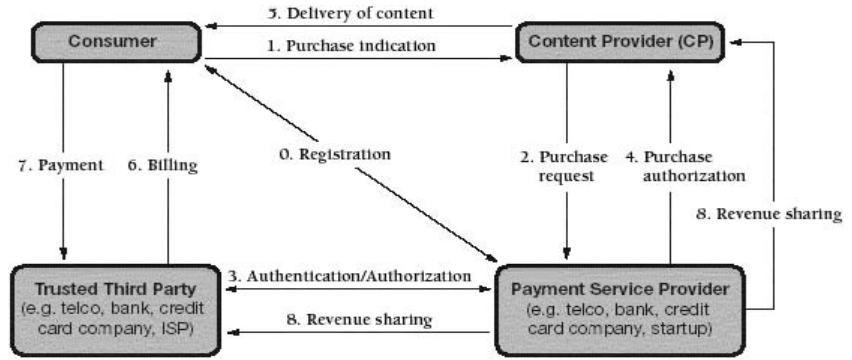 5. Delivery of content
Consumer
Content Provider (CP)
1. Purchase indication
7. Payment
6. Billing
0. Registration
2. Purchase
request
4. Purchase
authorization
8. Revenue sharing
Trusted Third Party
(e.g. telco, bank, credit
card company, ISP)
3. Authentication/Authorization
8. Revenue sharing
Payment Service Provider
(e.g. telco, bank, credit
card company, startup)